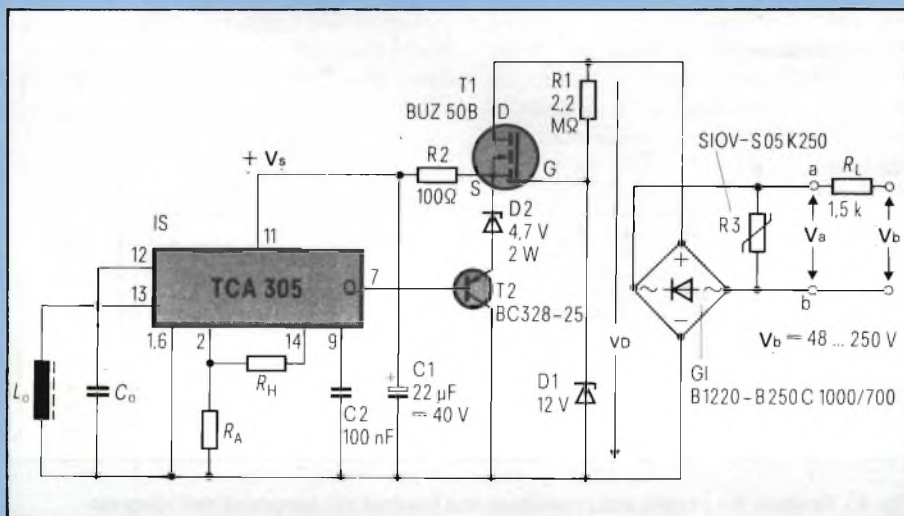 T1
BUZ 50B
D
G
S
R1
2,2
MΩ
SIOV-S05K250
a
RL
1,5 k
Va
Vb
R3
b
Vb = 48 ... 250 V
+ Vs
R2
100Ω
D2
4,7 V
2 W
IS
11
12
13
TCA 305
Q
7
T2
BC328-25
1,6
2
14
9
RH
RA
Lo
Co
C2
100 nF
+
C1
22 µF
= 40 V
D1
12 V
VD
+
~
~
−
GI
B1220-B250C 1000/700